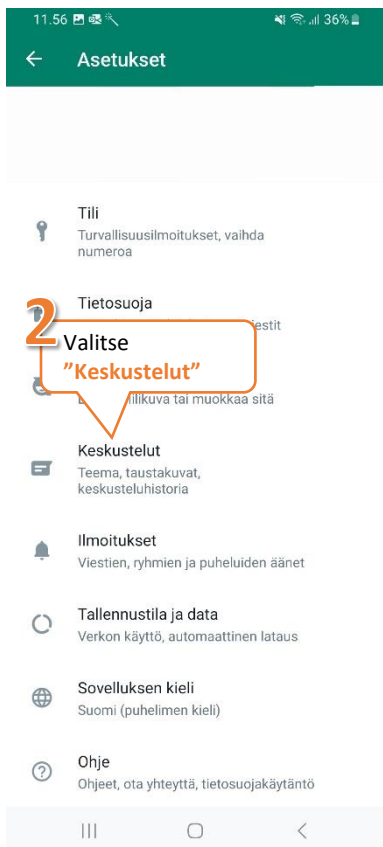 11.56 36%
Asetukset
Tili
Turvallisuusilmoitukset, vaihda
numeroa
Tietosuoja
2
Valitse
”Keskustelut”
Keskustelut
Teema, taustakuvat,
keskusteluhistoria
Ilmoitukset
Viestien, ryhmien ja puheluiden äänet
Tallennustila ja data
Verkon käyttö, automaattinen lataus
Sovelluksen kieli
Suomi (puhelimen kieli)
Ohje
Ohjeet, ota yhteyttä, tietosuojakäytäntö